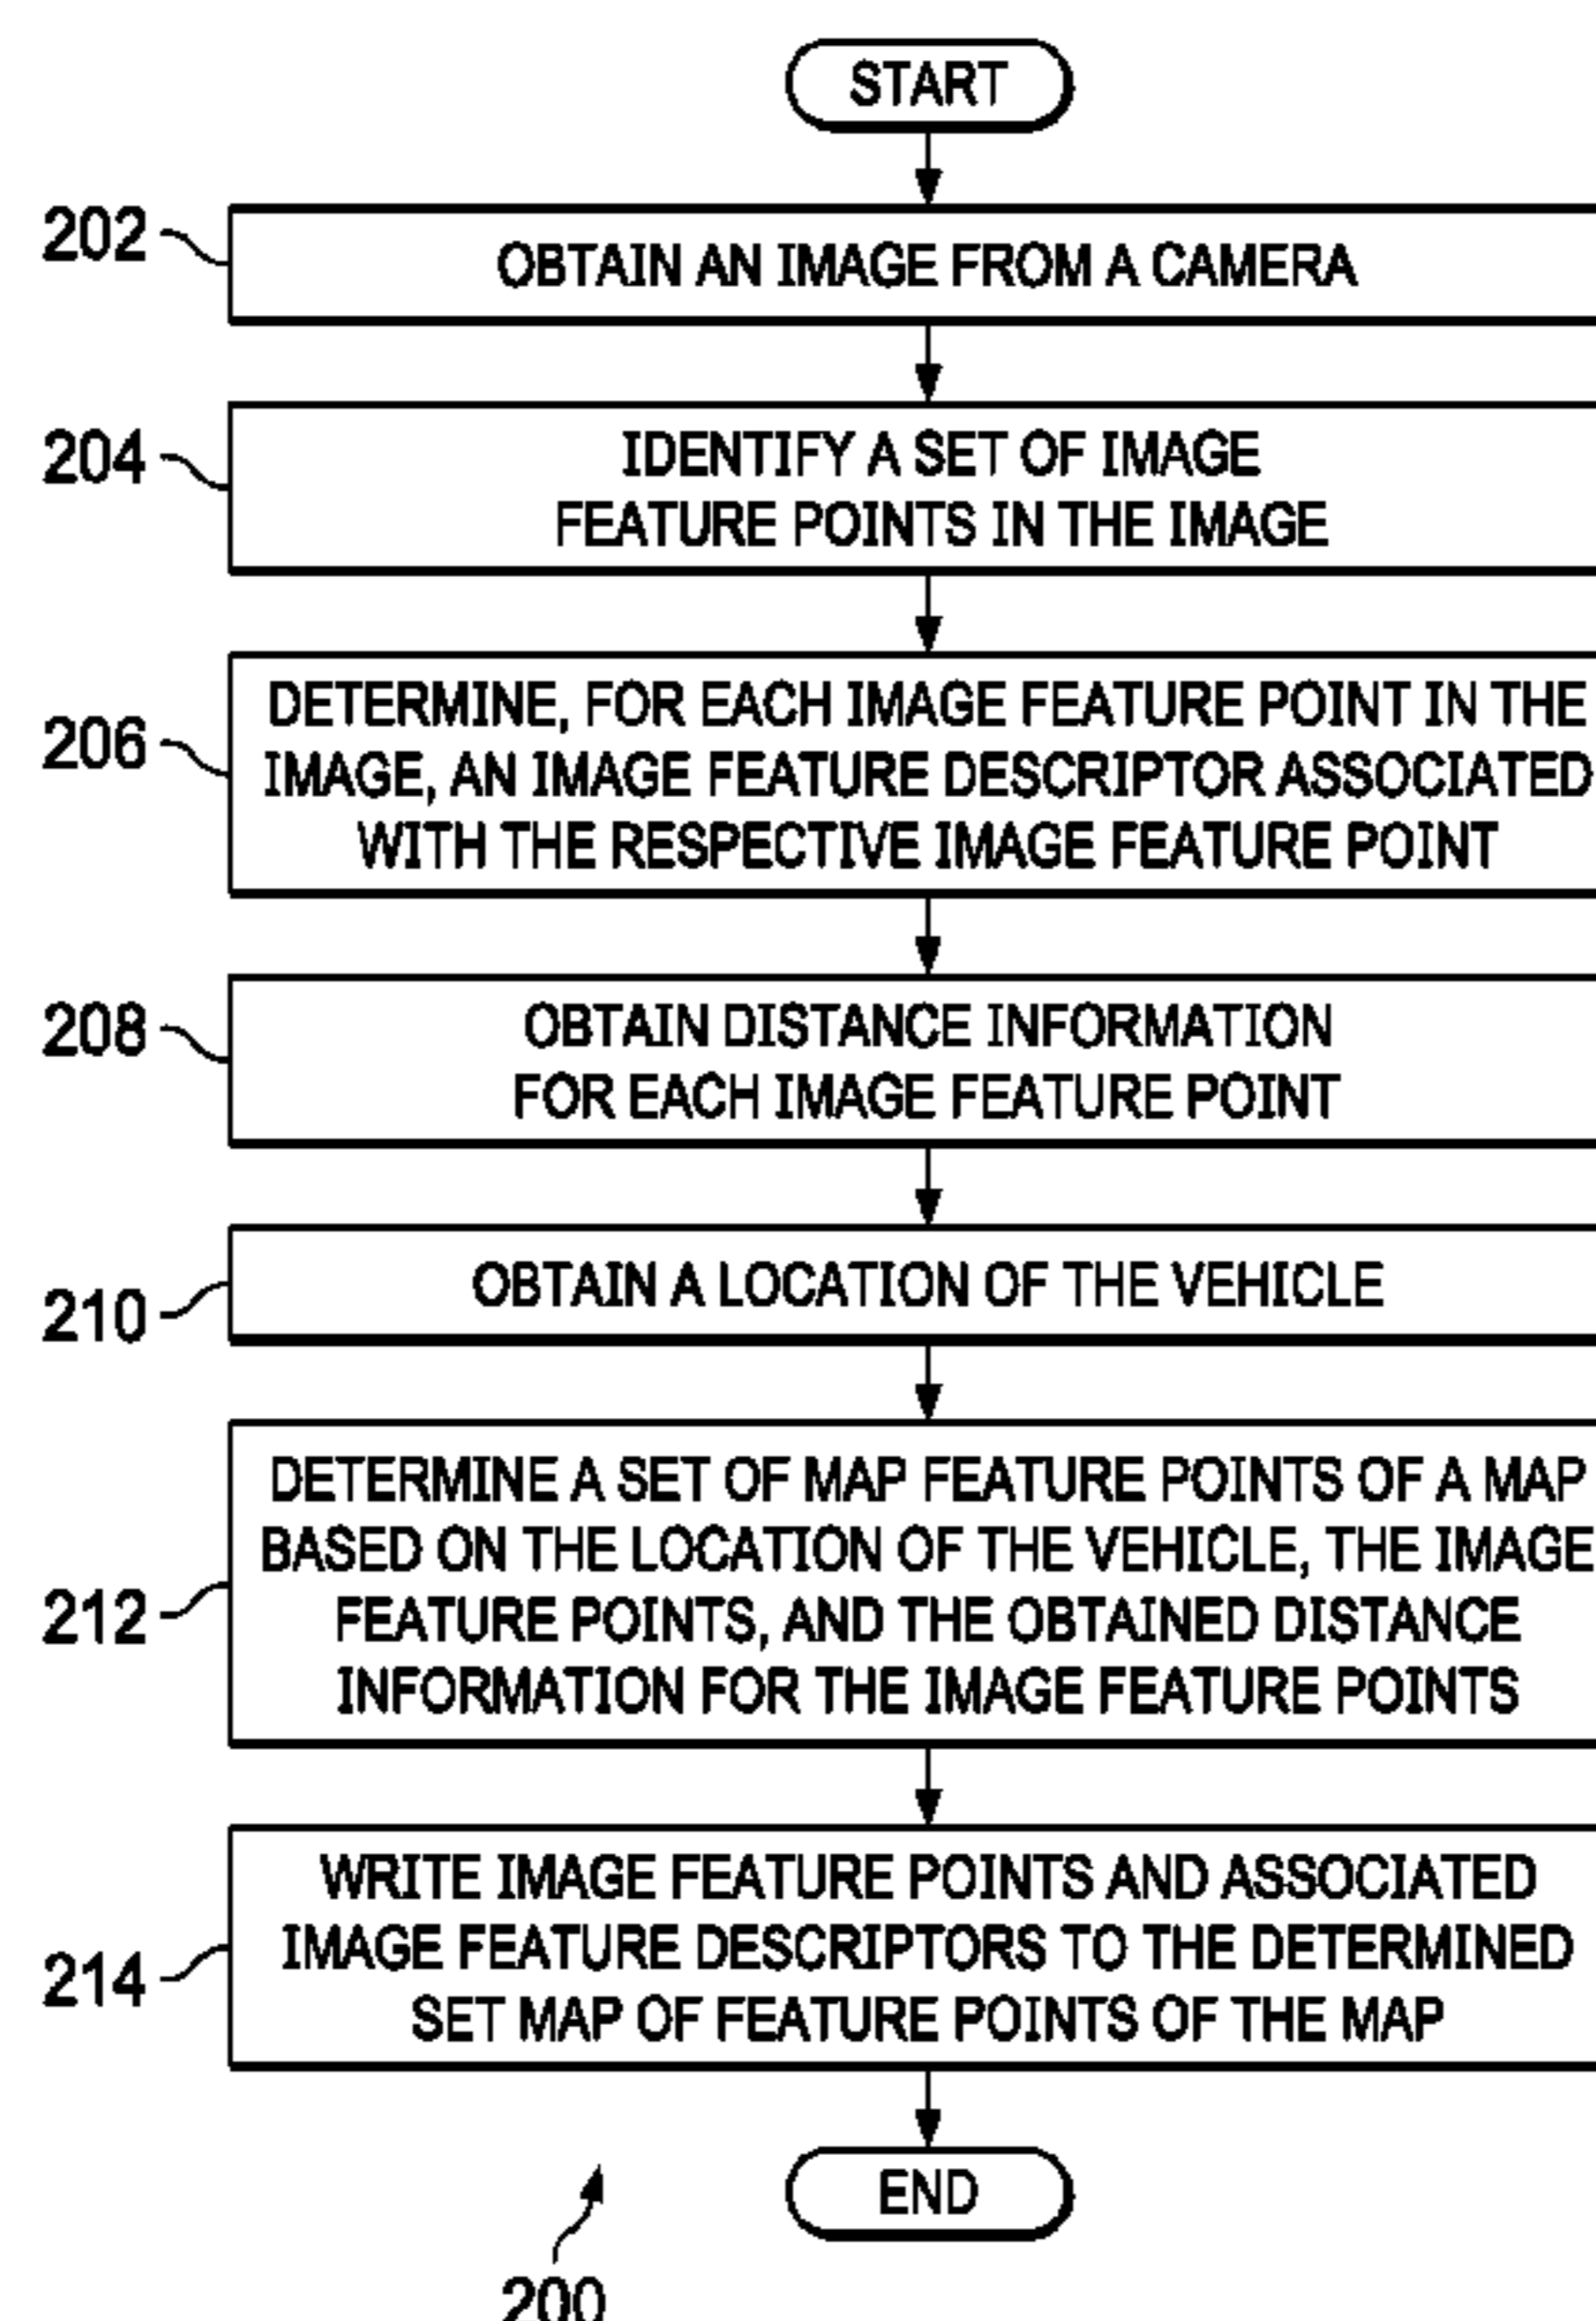 START
202
OBTAIN AN IMAGE FROM A CAMERA
204
IDENTIFY A SET OF IMAGE
FEATURE POINTS IN THE IMAGE
206
DETERMINE, FOR EACH IMAGE FEATURE POINT IN THE
IMAGE, AN IMAGE FEATURE DESCRIPTOR ASSOCIATED
WITH THE RESPECTIVE IMAGE FEATURE POINT
208
OBTAIN DISTANCE INFORMATION
FOR EACH IMAGE FEATURE POINT
210
OBTAIN A LOCATION OF THE VEHICLE
212
DETERMINE A SET OF MAP FEATURE POINTS OF A MAP
BASED ON THE LOCATION OF THE VEHICLE, THE IMAGE
FEATURE POINTS, AND THE OBTAINED DISTANCE
INFORMATION FOR THE IMAGE FEATURE POINTS
214
WRITE IMAGE FEATURE POINTS AND ASSOCIATED
IMAGE FEATURE DESCRIPTORS TO THE DETERMINED
SET MAP OF FEATURE POINTS OF THE MAP
END
200